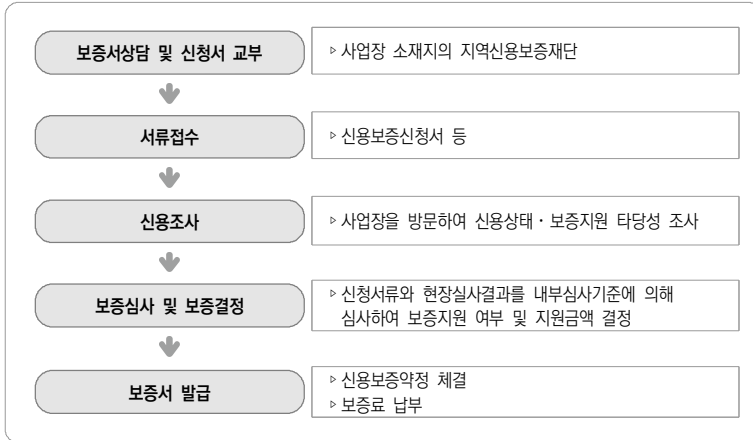 보증서상담 및 신청서 교부
▹사업장 소재지의 지역신용보증재단
서류접수
▹신용보증신청서 등
신용조사
▹사업장을 방문하여 신용상태・보증지원 타당성 조사
보증심사 및 보증결정
▹신청서류와 현장실사결과를 내부심사기준에 의해
심사하여 보증지원 여부 및 지원금액 결정
보증서 발급
▹신용보증약정 체결
▹보증료 납부